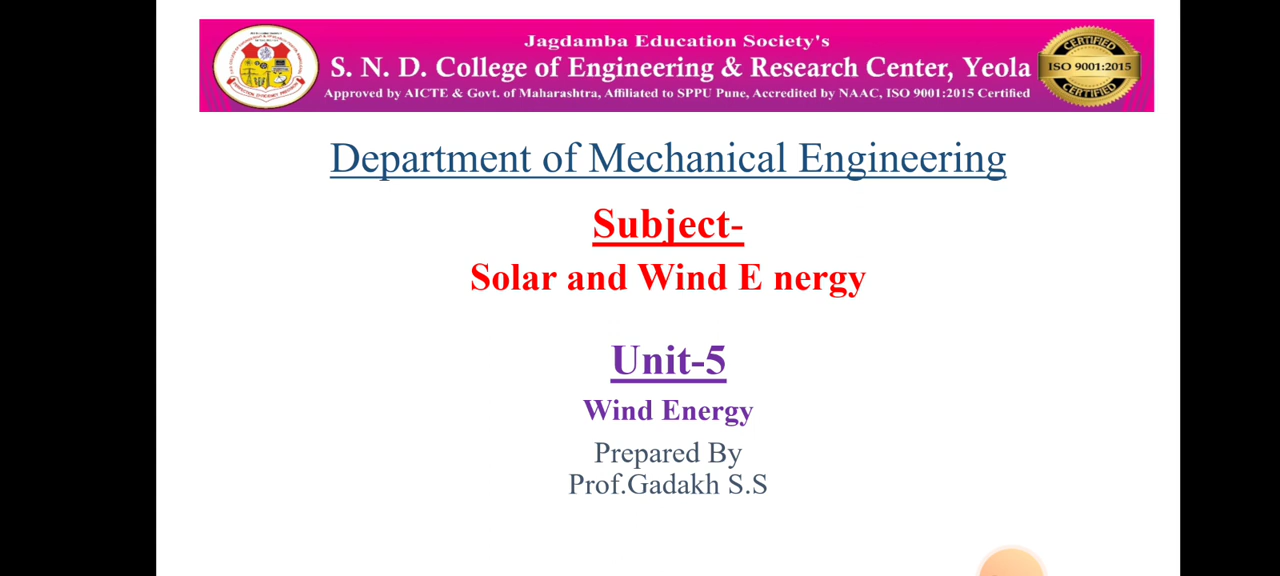 Jagdamba Education Society's
S. N. D. College of Engineering & Research Center, Yeola
Approved by AICTE & Govt. of Maharashtra, Affiliated to SPPU Pune, Accredited by NAAC, ISO 9001:2015 Certified
CERTIFIED
ISO 9001:2015
CERTIFIED
Department of Mechanical Engineering
Subject-
Solar and Wind E nergy
Unit-5
Wind Energy
Prepared By
Prof.Gadakh S.S